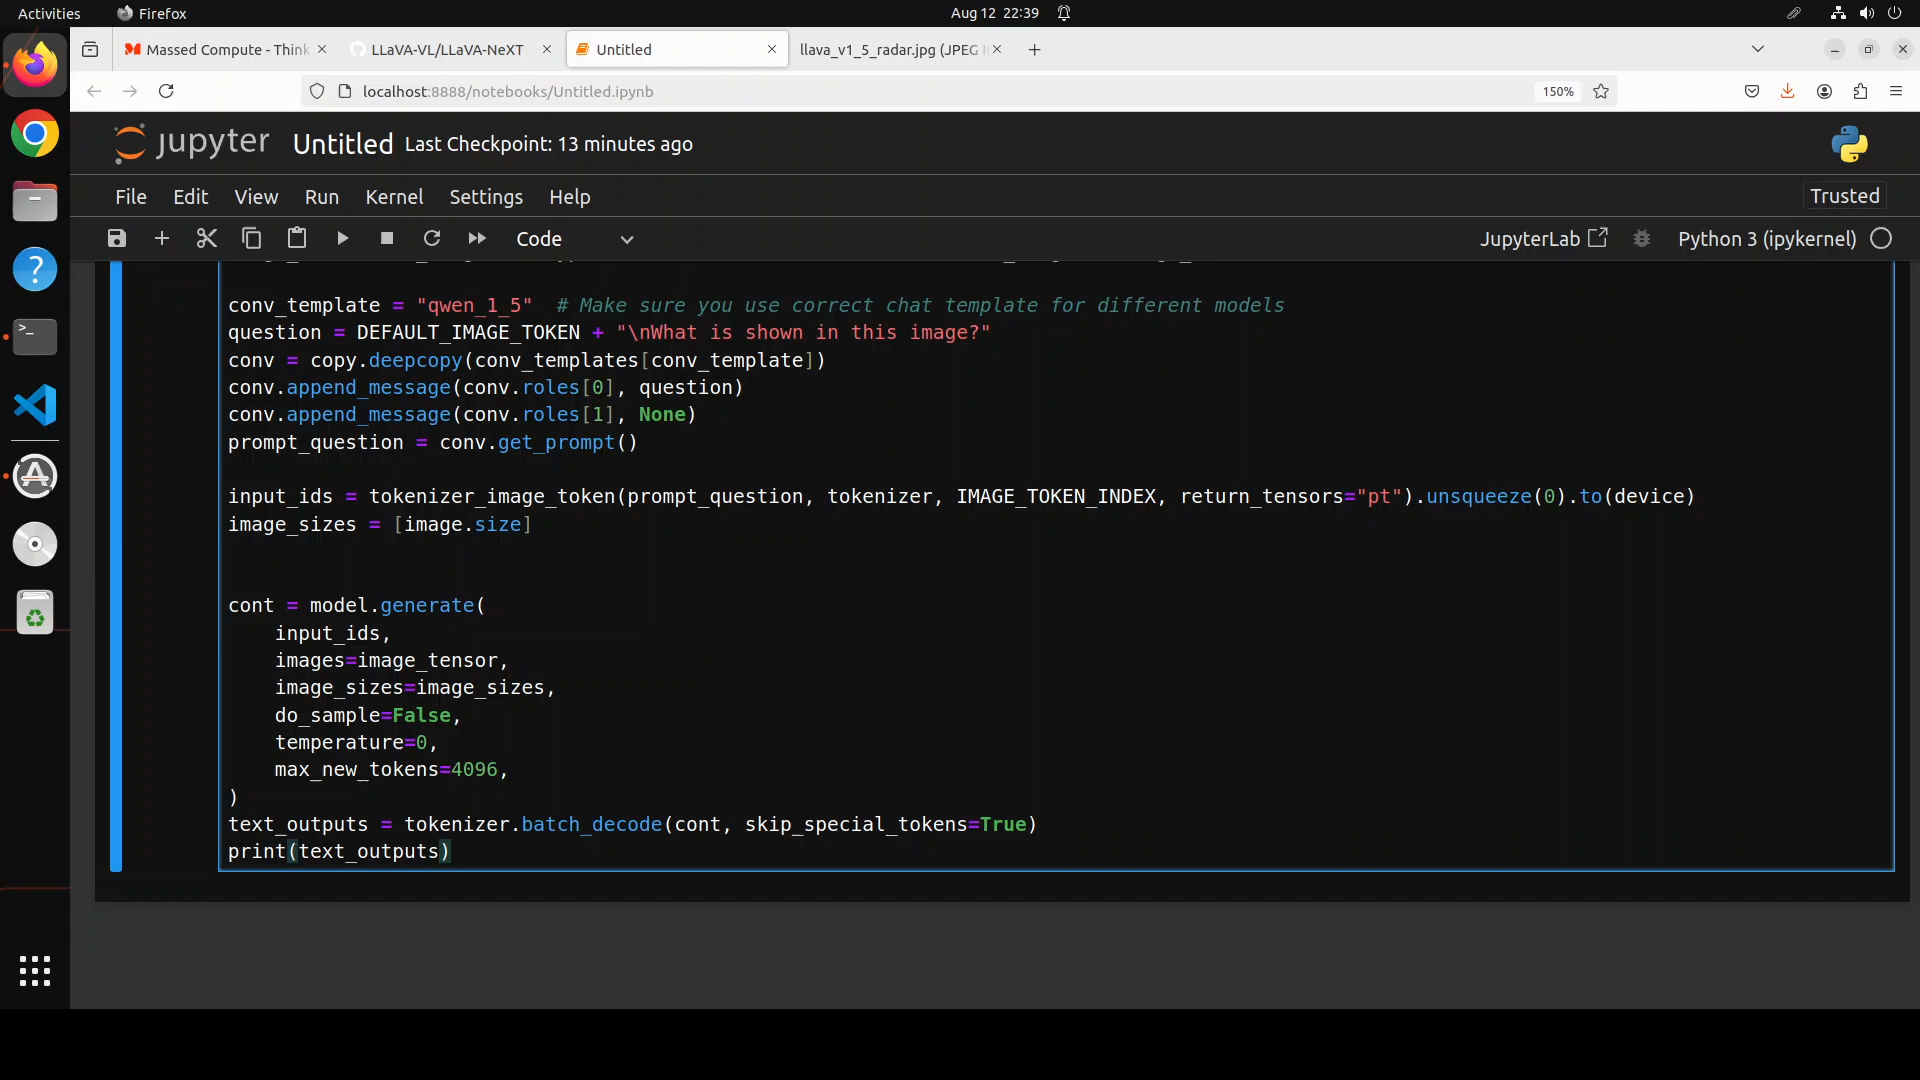 Activities
Firefox
Aug 12 22:39
Massed Compute - Think
LLaVA-VL/LLaVA-NeXT
Untitled
llava_v1_5_radar.jpg (JPEG I
localhost:8888/notebooks/Untitled.ipynb
150%
jupyter
Untitled
Last Checkpoint: 13 minutes ago
File
Edit
View
Run
Kernel
Settings
Help
Trusted
Code
JupyterLab
Python 3 (ipykernel)
conv_template = "qwen_1_5"  # Make sure you use correct chat template for different models
question = DEFAULT_IMAGE_TOKEN + "\nWhat is shown in this image?"
conv = copy.deepcopy(conv_templates[conv_template])
conv.append_message(conv.roles[0], question)
conv.append_message(conv.roles[1], None)
prompt_question = conv.get_prompt()
input_ids = tokenizer_image_token(prompt_question, tokenizer, IMAGE_TOKEN_INDEX, return_tensors="pt").unsqueeze(0).to(device)
image_sizes = [image.size]
cont = model.generate(
    input_ids,
    images=image_tensor,
    image_sizes=image_sizes,
    do_sample=False,
    temperature=0,
    max_new_tokens=4096,
)
text_outputs = tokenizer.batch_decode(cont, skip_special_tokens=True)
print(text_outputs)